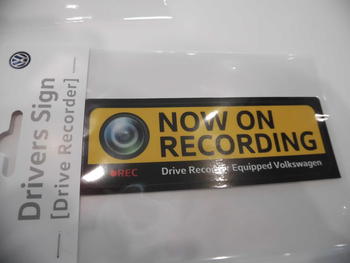 Drivers Sign
[Drive Recorder]
NOW ON
RECORDING
REC
Drive Recorder Equipped Volkswagen